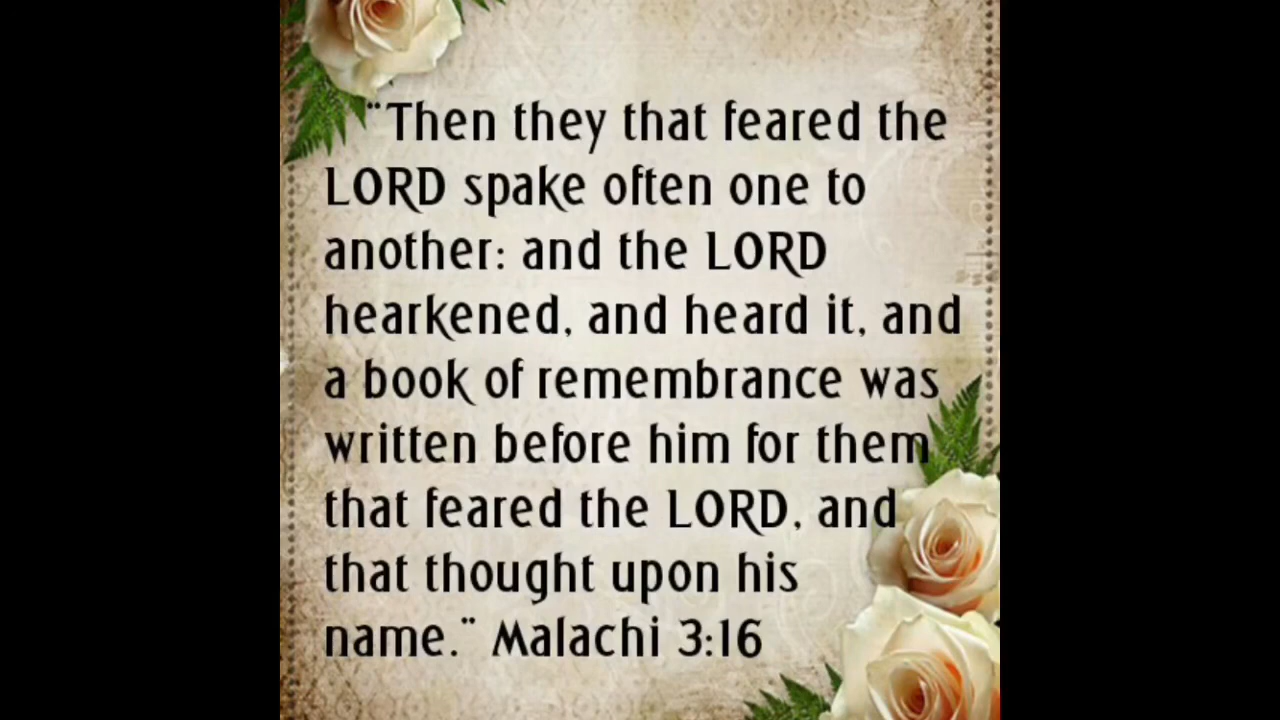 "Then they that feared the
LORD spake often one to
another: and the LORD
hearkened, and heard it, and
a book of remembrance was
written before him for them
that feared the LORD, and
that thought upon his
name." Malachi 3:16